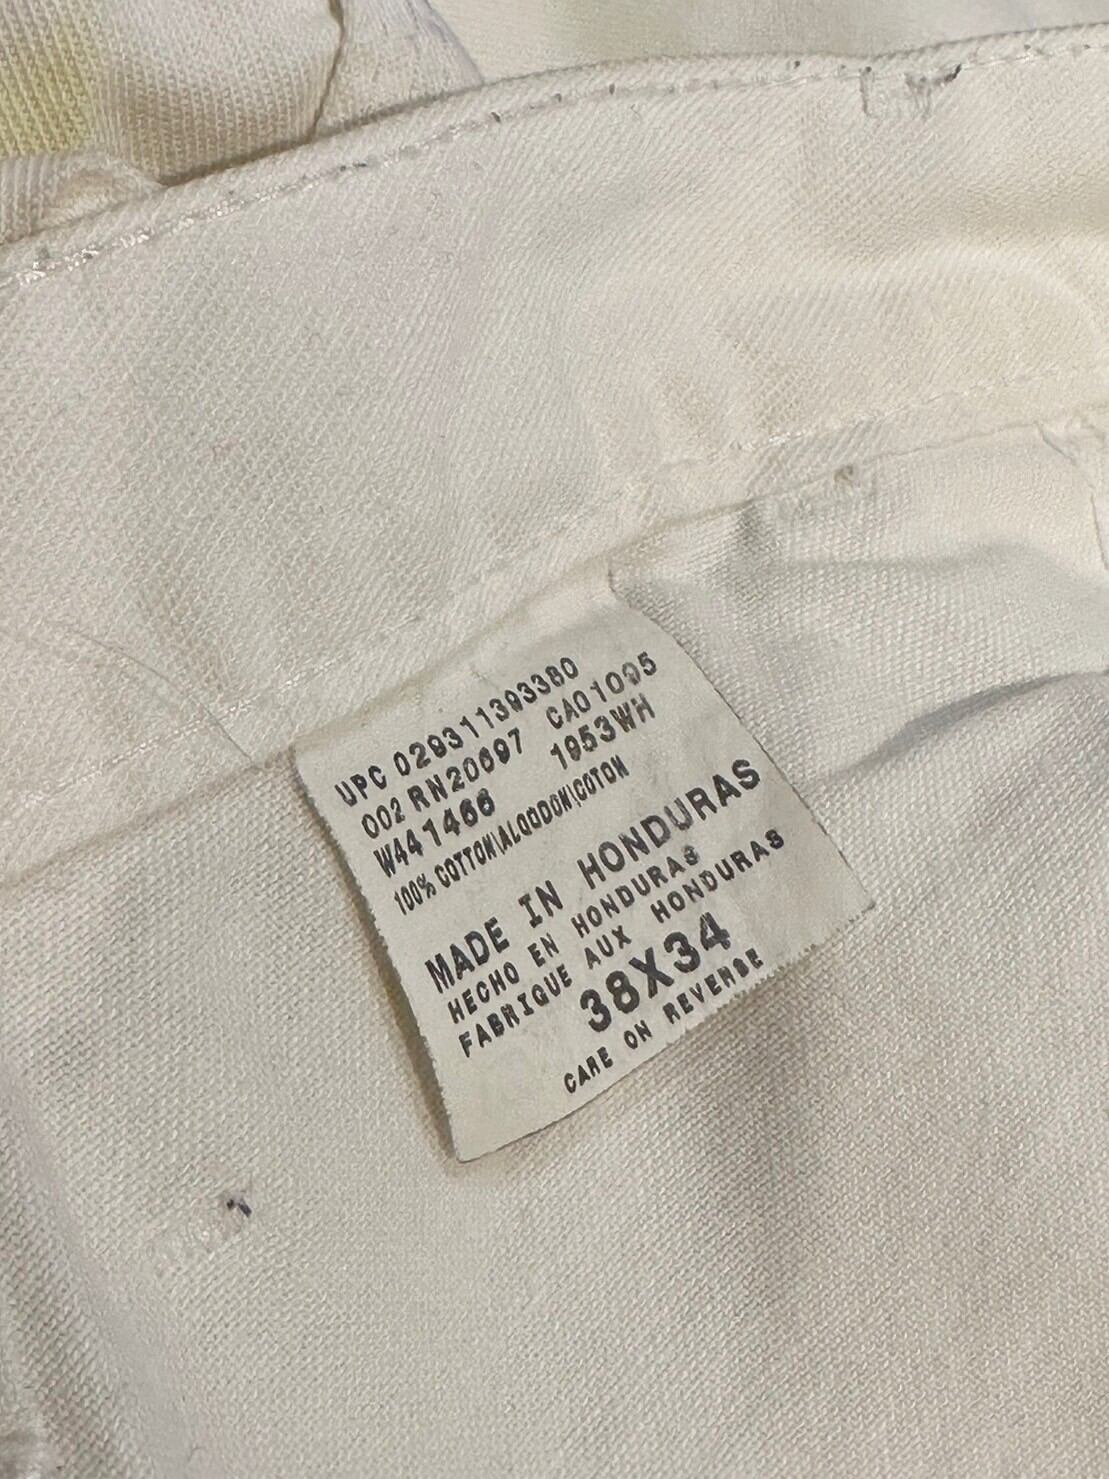 UPC 029311393380
002 RN20697 CA01095
W441466 1953WH
100% COTTON\ALGODON\COTON
MADE IN HONDURAS
HECHO EN HONDURAS
FABRIQUE AUX HONDURAS
38X34
CARE ON REVERSE